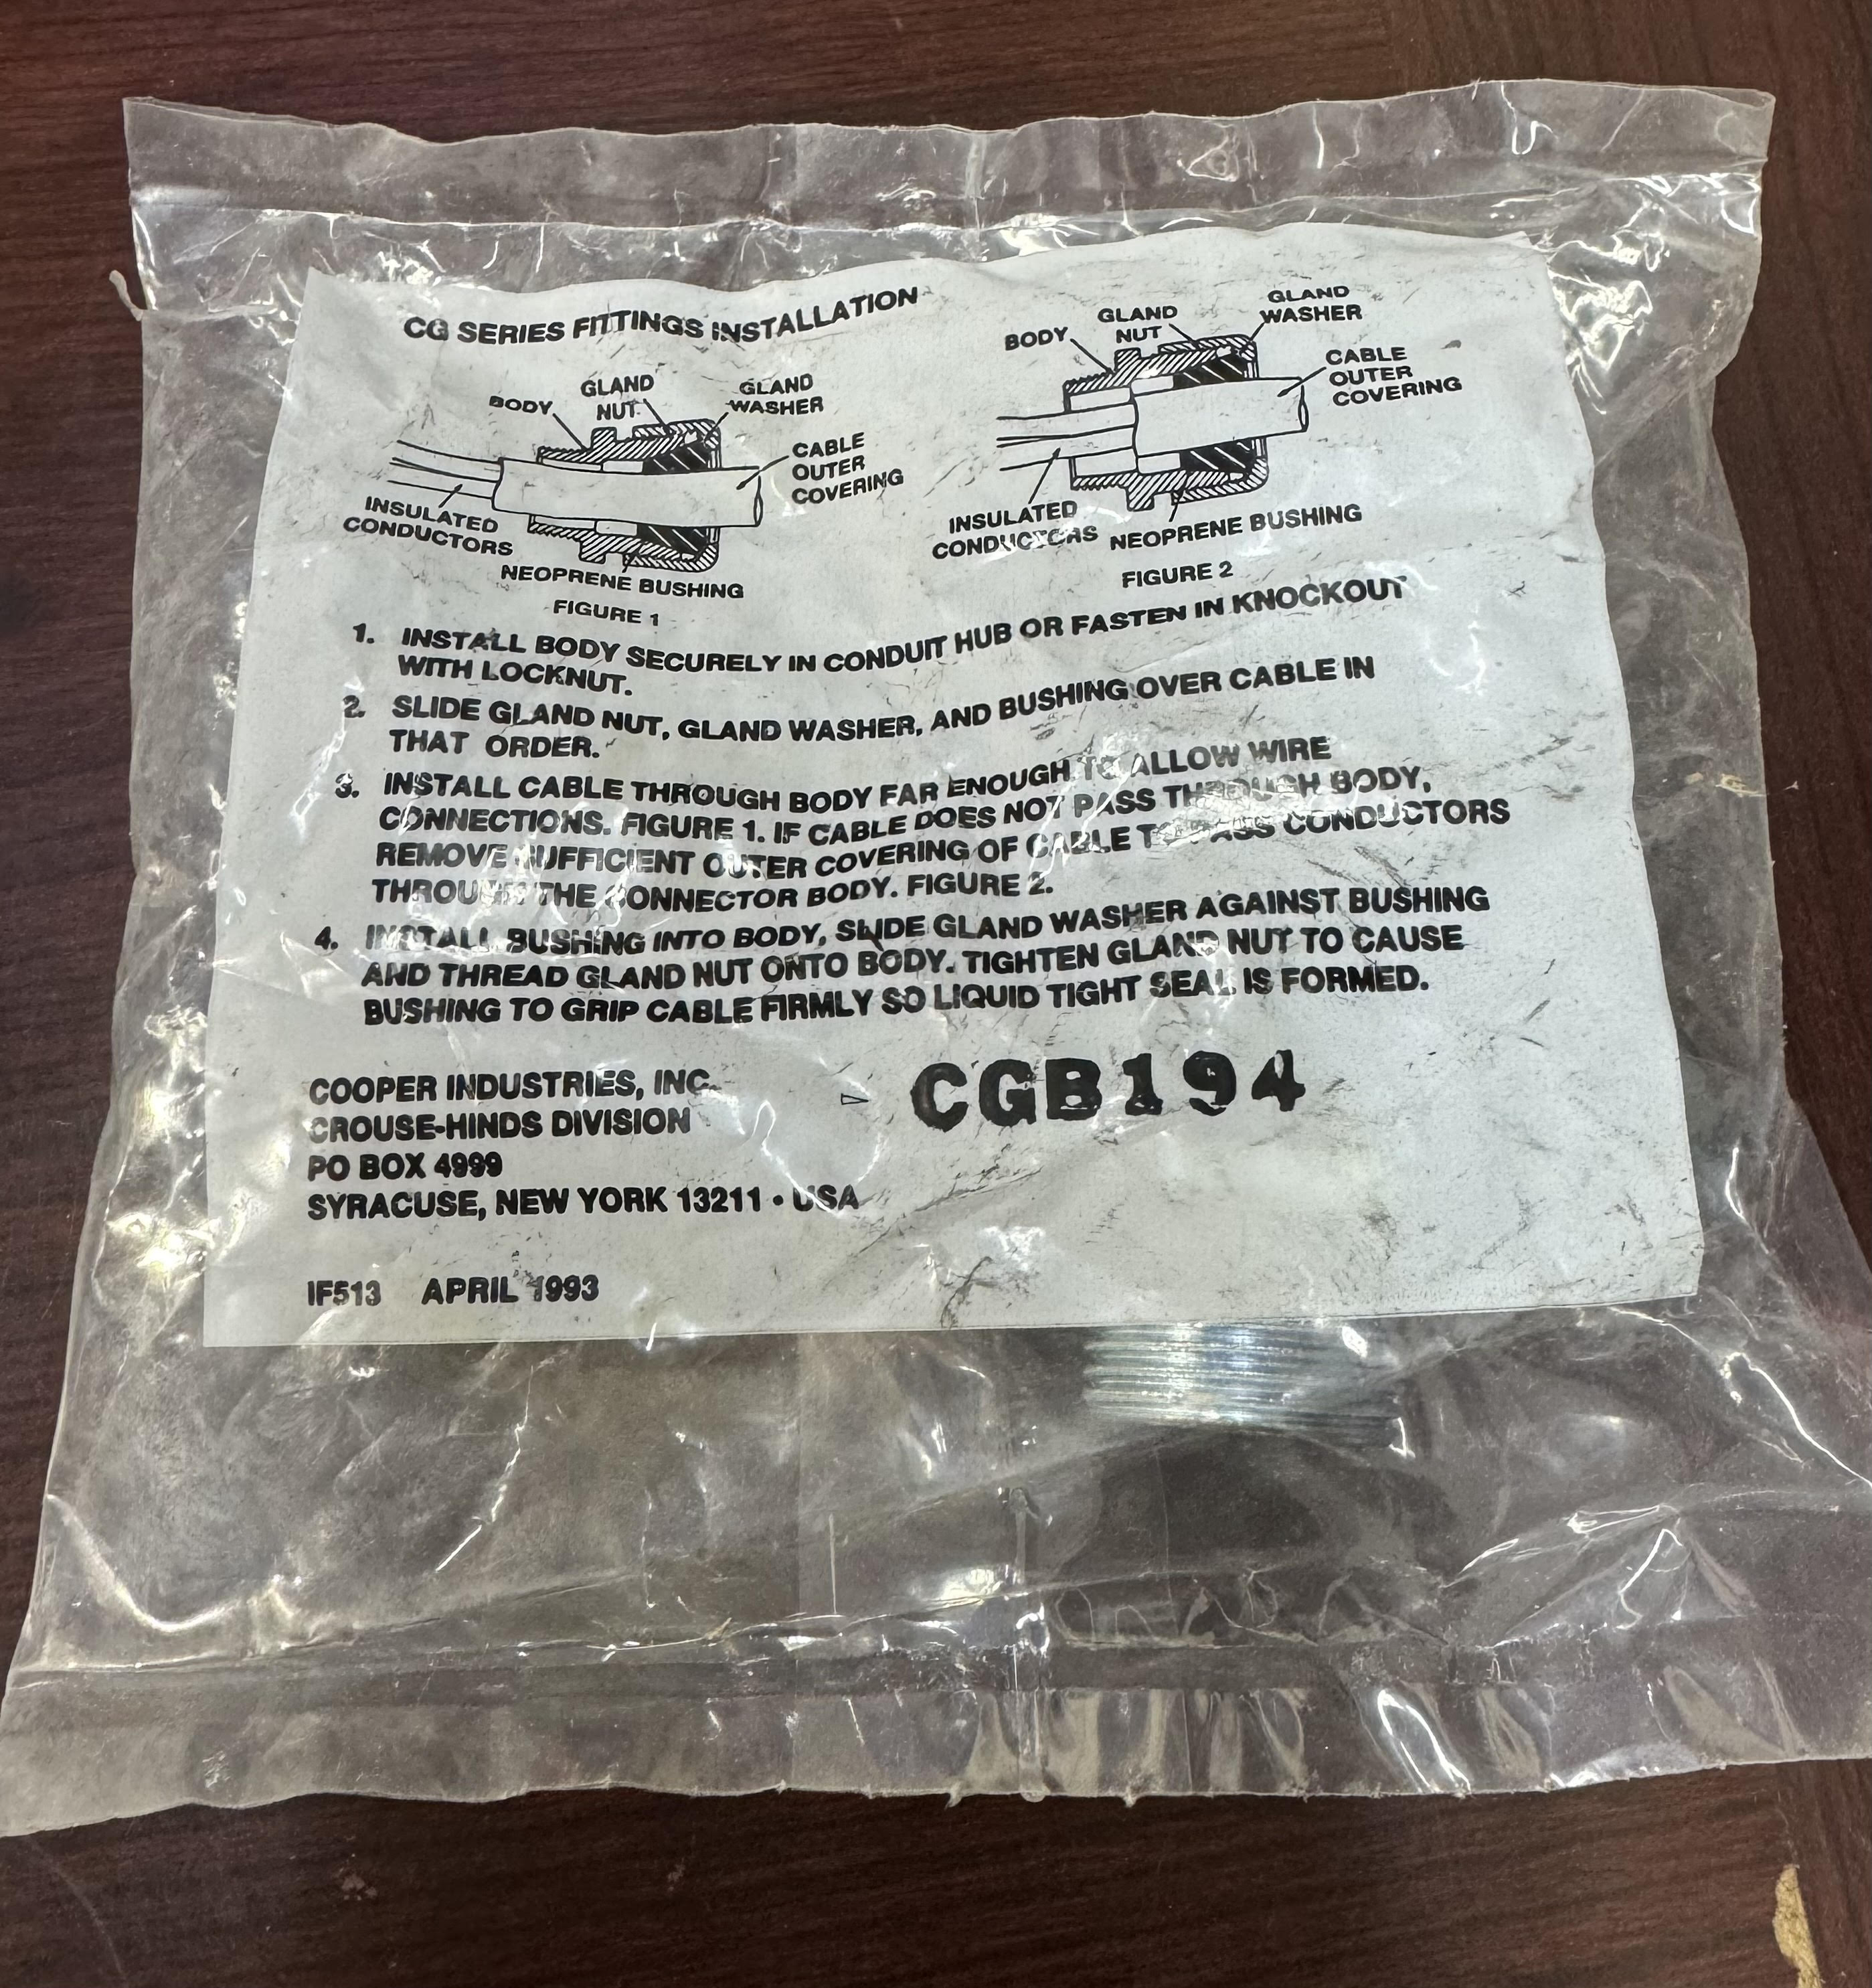 CG SERIES FITTINGS INSTALLATION
BODY
GLAND
NUT
GLAND
WASHER
CABLE
OUTER
COVERING
INSULATED
CONDUCTORS
NEOPRENE BUSHING
FIGURE 1
BODY
GLAND
NUT
GLAND
WASHER
CABLE
OUTER
COVERING
INSULATED
CONDUCTORS
NEOPRENE BUSHING
FIGURE 2
1. INSTALL BODY SECURELY IN CONDUIT HUB OR FASTEN IN KNOCKOUT
WITH LOCKNUT.
2. SLIDE GLAND NUT, GLAND WASHER, AND BUSHING OVER CABLE IN
THAT ORDER.
3. INSTALL CABLE THROUGH BODY FAR ENOUGH TO ALLOW WIRE
CONNECTIONS. FIGURE 1. IF CABLE DOES NOT PASS THROUGH BODY,
REMOVE SUFFICIENT OUTER COVERING OF CABLE TO PASS CONDUCTORS
THROUGH THE CONNECTOR BODY. FIGURE 2.
4. INSTALL BUSHING INTO BODY, SLIDE GLAND WASHER AGAINST BUSHING
AND THREAD GLAND NUT ONTO BODY. TIGHTEN GLAND NUT TO CAUSE
BUSHING TO GRIP CABLE FIRMLY SO LIQUID TIGHT SEAL IS FORMED.
COOPER INDUSTRIES, INC.
CROUSE-HINDS DIVISION
PO BOX 4999
SYRACUSE, NEW YORK 13211 • USA
CGB194
IF513 APRIL 1993